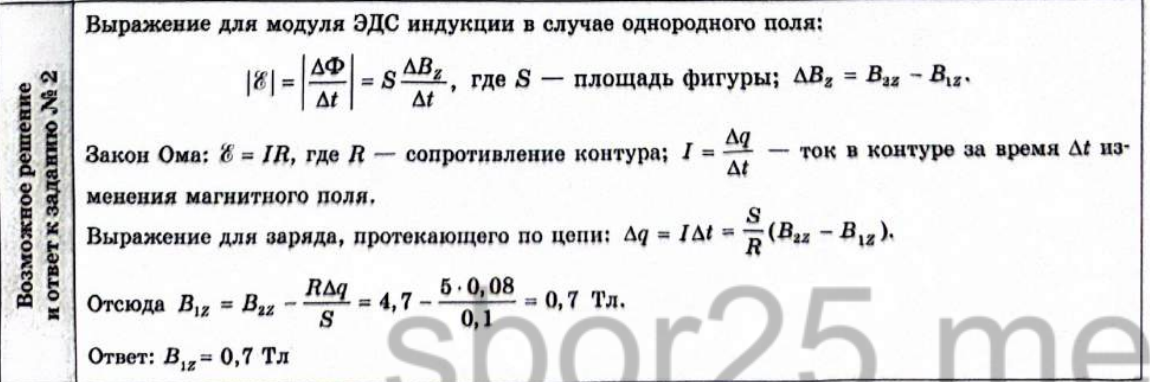 Возможное решение
и ответ к заданию № 2
Выражение для модуля ЭДС индукции в случае однородного поля:
|ℰ| = |ΔΦ/Δt| = S ΔB_z/Δt, где S — площадь фигуры; ΔB_z = B_2z − B_1z.
Закон Ома: ℰ = IR, где R — сопротивление контура; I = Δq/Δt — ток в контуре за время Δt из-
менения магнитного поля.
Выражение для заряда, протекающего по цепи: Δq = IΔt = S/R (B_2z − B_1z).
Отсюда B_1z = B_2z − RΔq/S = 4,7 − 5·0,08/0,1 = 0,7 Тл.
Ответ: B_1z = 0,7 Тл
sbor25.me